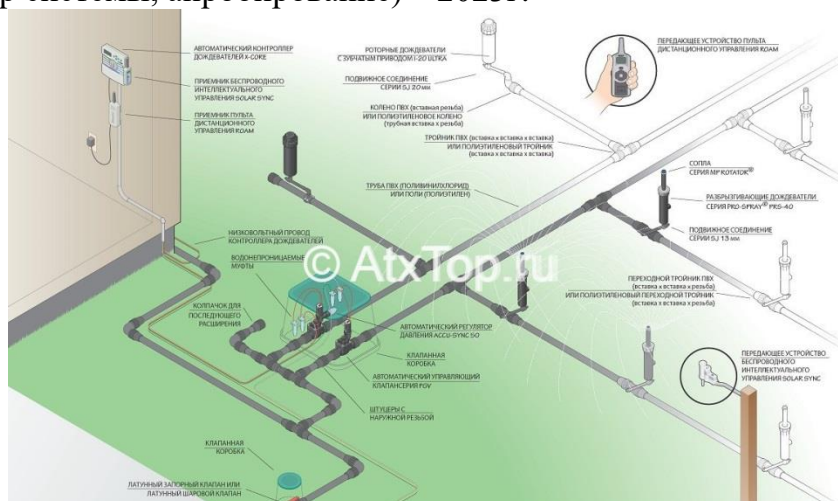 системы, апробирование) – 2023г.
АВТОМАТИЧЕСКИЙ КОНТРОЛЛЕР
ДОЖДЕВАТЕЛЕЙ X-CORE
ПРИЕМНИК БЕСПРОВОДНОГО
ИНТЕЛЛЕКТУАЛЬНОГО
УПРАВЛЕНИЯ SOLAR SYNC
ПРИЕМНИК ПУЛЬТА
ДИСТАНЦИОННОГО
УПРАВЛЕНИЯ ROAM
РОТОРНЫЕ ДОЖДЕВАТЕЛИ
С ЗУБЧАТЫМ ПРИВОДОМ I-20 ULTRA
ПОДВИЖНОЕ СОЕДИНЕНИЕ
СЕРИИ SJ 20 мм
КОЛЕНО ПВХ (вставная резьба)
ИЛИ ПОЛИЭТИЛЕНОВОЕ КОЛЕНО
(трубная вставка x резьба)
ТРОЙНИК ПВХ (вставка x вставка x вставка)
ИЛИ ПОЛИЭТИЛЕНОВЫЙ ТРОЙНИК
(вставка x вставка x вставка)
ТРУБА ПВХ (ПОЛИВИНИЛХЛОРИД)
ИЛИ ПОЛИ (ПОЛИЭТИЛЕН)
ПЕРЕДАЮЩЕЕ УСТРОЙСТВО ПУЛЬТА
ДИСТАНЦИОННОГО УПРАВЛЕНИЯ ROAM
СОПЛА
СЕРИЯ MP ROTATOR®
РАЗБРЫЗГИВАЮЩИЕ ДОЖДЕВАТЕЛИ
СЕРИЯ PRO-SPRAY® PRS-40
ПОДВИЖНОЕ СОЕДИНЕНИЕ
СЕРИИ SJ 13 мм
НИЗКОВОЛЬТНЫЙ ПРОВОД
КОНТРОЛЛЕРА ДОЖДЕВАТЕЛЕЙ
ВОДОНЕПРОНИЦАЕМЫЕ
МУФТЫ
© AtxTop.ru
ПЕРЕХОДНОЙ ТРОЙНИК ПВХ
(вставка x вставка x резьба)
ИЛИ ПОЛИЭТИЛЕНОВЫЙ ПЕРЕХОДНОЙ ТРОЙНИК
(вставка x вставка x резьба)
КОЛПАЧОК ДЛЯ
ПОСЛЕДУЮЩЕГО
РАСШИРЕНИЯ
АВТОМАТИЧЕСКИЙ РЕГУЛЯТОР
ДАВЛЕНИЯ ACCU-SYNC 50
КЛАПАННАЯ
КОРОБКА
АВТОМАТИЧЕСКИЙ УПРАВЛЯЮЩИЙ
КЛАПАН СЕРИЯ PGV
ШТУЦЕРЫ С
НАРУЖНОЙ РЕЗЬБОЙ
ПЕРЕДАЮЩЕЕ УСТРОЙСТВО
БЕСПРОВОДНОГО
ИНТЕЛЛЕКТУАЛЬНОГО
УПРАВЛЕНИЯ SOLAR SYNC
КЛАПАННАЯ
КОРОБКА
ЛАТУННЫЙ ЗАПОРНЫЙ КЛАПАН ИЛИ
ЛАТУННЫЙ ШАРОВОЙ КЛАПАН